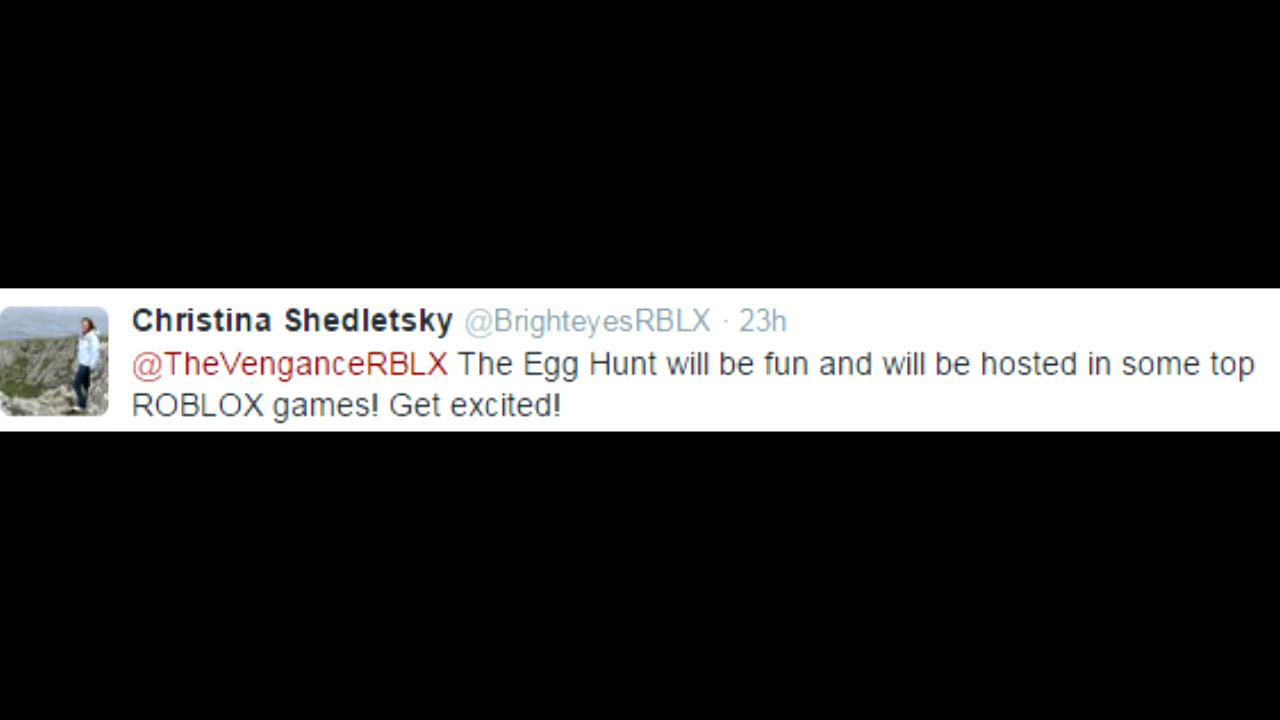 Christina Shedletsky @BrighteyesRBLX · 23h
@TheVenganceRBLX The Egg Hunt will be fun and will be hosted in some top
ROBLOX games! Get excited!